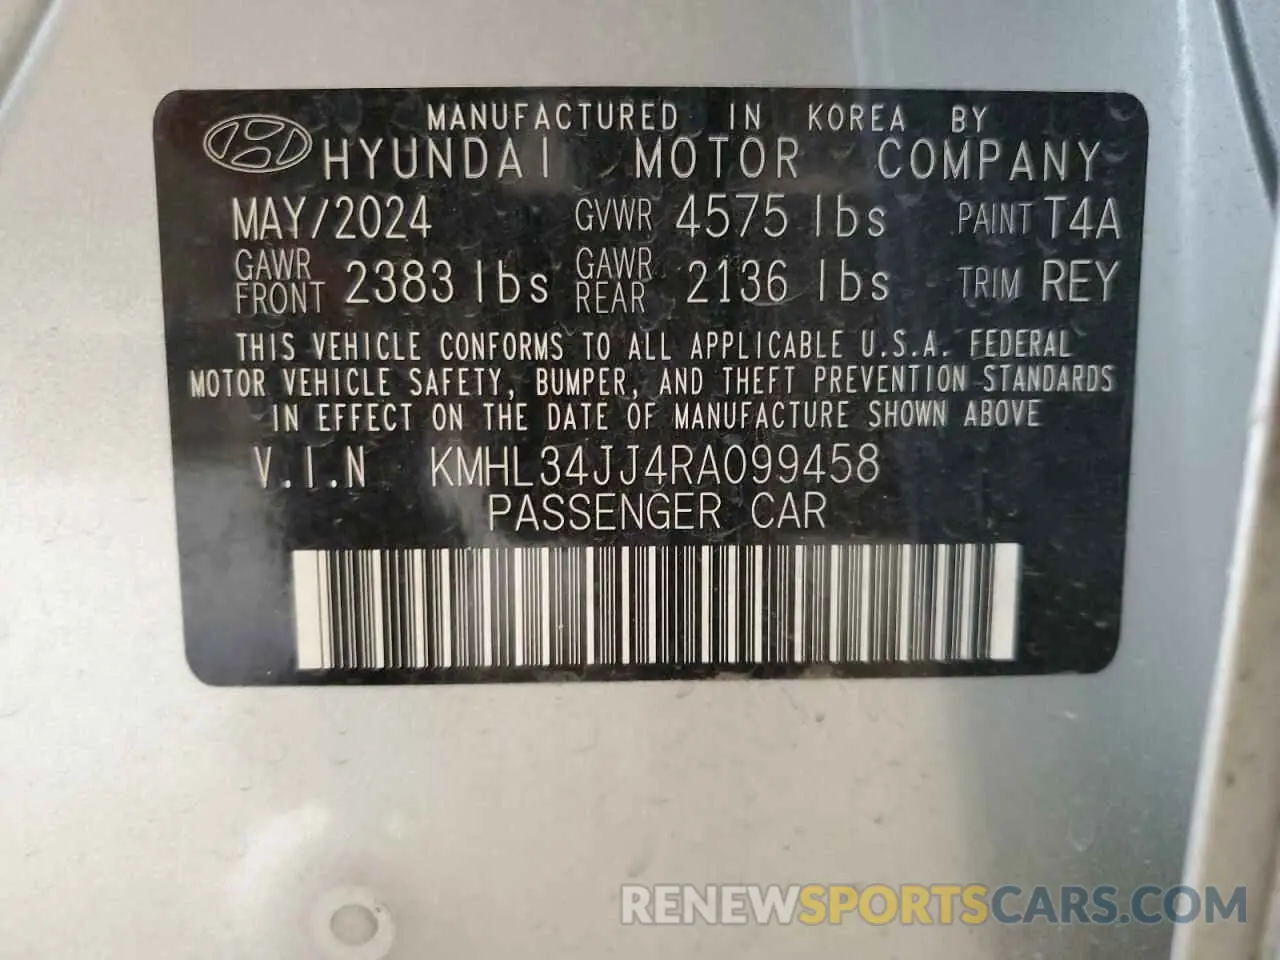 MANUFACTURED IN KOREA BY
HYUNDAI MOTOR COMPANY
MAY/2024 GVWR 4575 lbs PAINT T4A
GAWR FRONT 2383 lbs GAWR REAR 2136 lbs TRIM REY
THIS VEHICLE CONFORMS TO ALL APPLICABLE U.S.A. FEDERAL
MOTOR VEHICLE SAFETY, BUMPER, AND THEFT PREVENTION STANDARDS
IN EFFECT ON THE DATE OF MANUFACTURE SHOWN ABOVE
V.I.N KMHL34JJ4RA099458
PASSENGER CAR
RENEWSPORTSCARS.COM